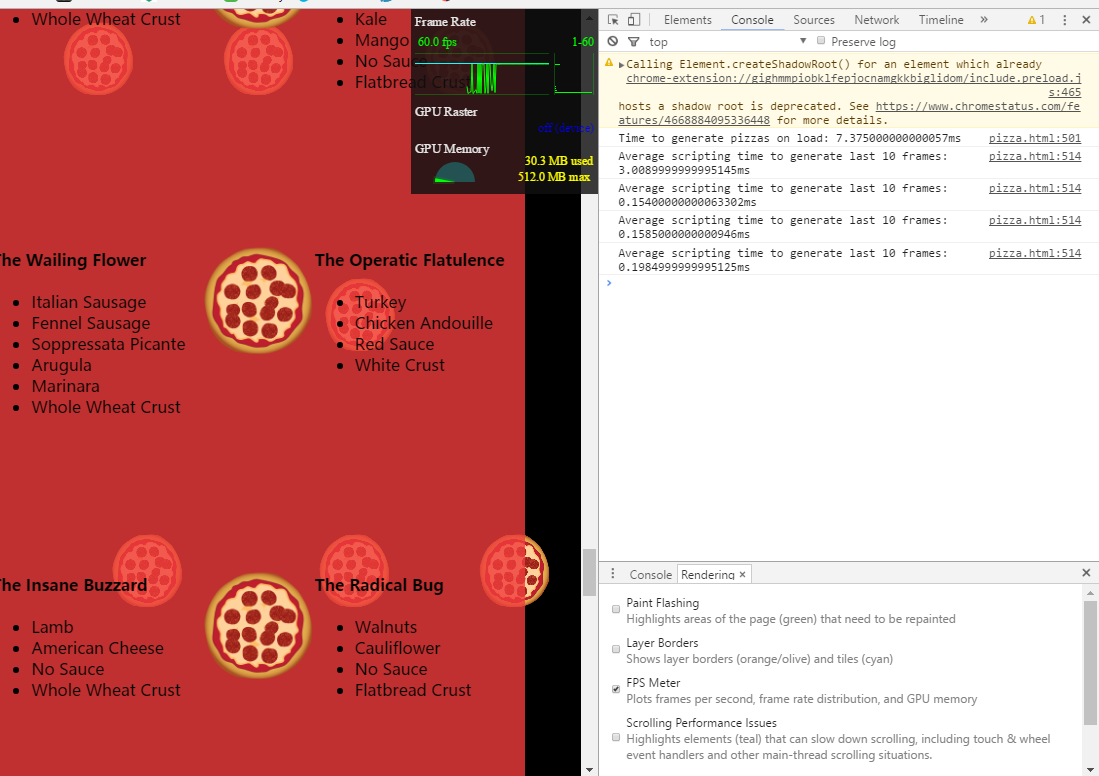 Whole Wheat Crust
Kale
Mango
No Sauce
Flatbread Crust
Frame Rate
60.0 fps 1-60
GPU Raster
off (device)
GPU Memory
30.3 MB used
512.0 MB max
The Wailing Flower
Italian Sausage
Fennel Sausage
Soppressata Picante
Arugula
Marinara
Whole Wheat Crust
The Operatic Flatulence
Turkey
Chicken Andouille
Red Sauce
White Crust
The Insane Buzzard
Lamb
American Cheese
No Sauce
Whole Wheat Crust
The Radical Bug
Walnuts
Cauliflower
No Sauce
Flatbread Crust
Elements Console Sources Network Timeline » 1
top Preserve log
Calling Element.createShadowRoot() for an element which already
chrome-extension://gighmmpiobklfepjocnamgkkbiglidom/include.preload.j
s:465
hosts a shadow root is deprecated. See https://www.chromestatus.com/fe
atures/4668884095336448 for more details.
Time to generate pizzas on load: 7.375000000000057ms pizza.html:501
Average scripting time to generate last 10 frames: pizza.html:514
3.0089999999995145ms
Average scripting time to generate last 10 frames: pizza.html:514
0.15400000000063302ms
Average scripting time to generate last 10 frames: pizza.html:514
0.1585000000000946ms
Average scripting time to generate last 10 frames: pizza.html:514
0.1984999999995125ms
Console Rendering
Paint Flashing
Highlights areas of the page (green) that need to be repainted
Layer Borders
Shows layer borders (orange/olive) and tiles (cyan)
FPS Meter
Plots frames per second, frame rate distribution, and GPU memory
Scrolling Performance Issues
Highlights elements (teal) that can slow down scrolling, including touch & wheel
event handlers and other main-thread scrolling situations.